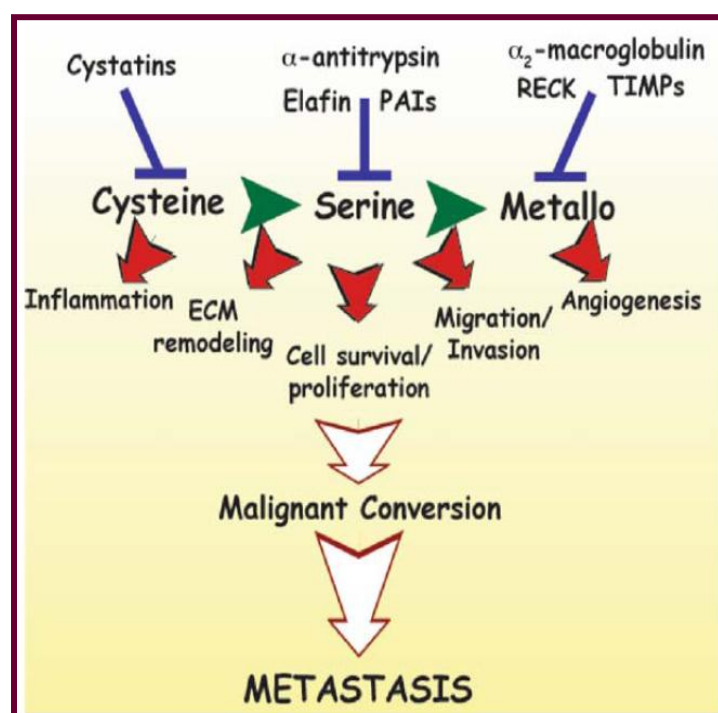 Cystatins
α-antitrypsin
Elafin PAIs
α₂-macroglobulin
RECK TIMPs
Cysteine Serine Metallo
Inflammation
ECM
remodeling
Cell survival/
proliferation
Migration/
Invasion
Angiogenesis
Malignant Conversion
METASTASIS